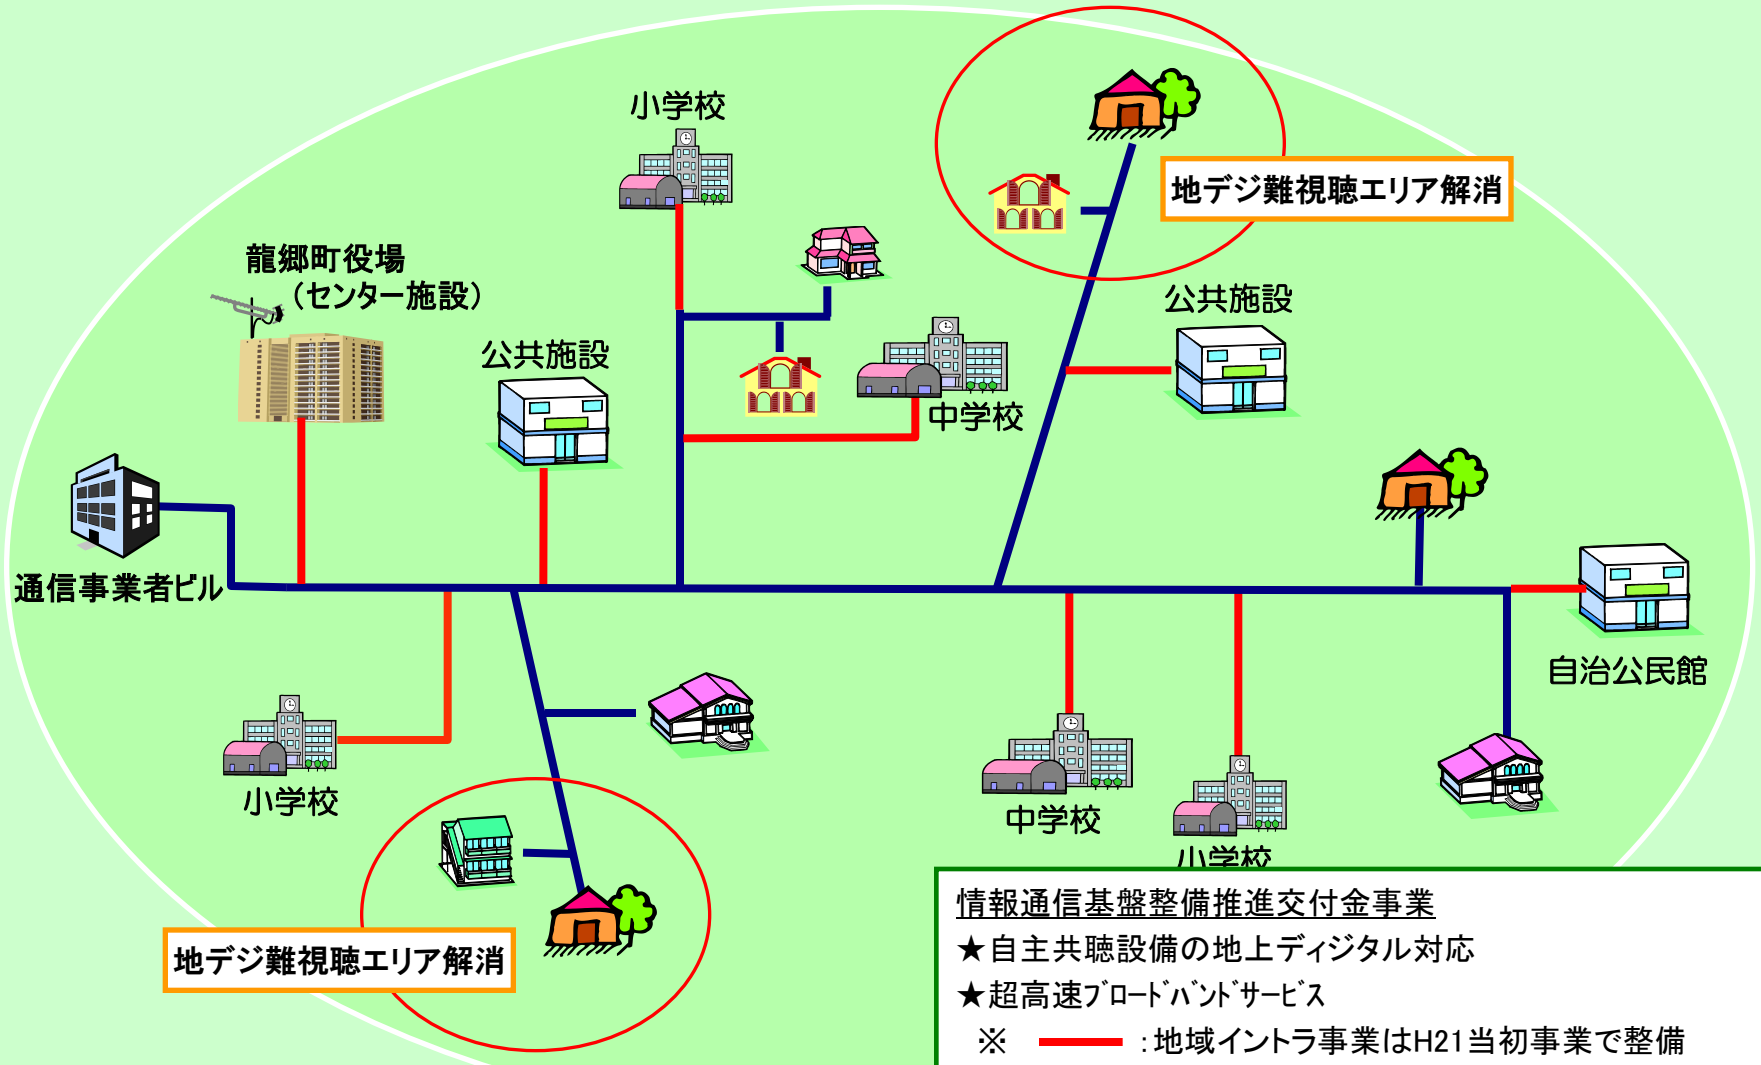 小学校
地デジ難視聴エリア解消
龍郷町役場
（センター施設）
公共施設
公共施設
中学校
通信事業者ビル
自治公民館
小学校
中学校
小学校
地デジ難視聴エリア解消
情報通信基盤整備推進交付金事業
★自主共聴設備の地上ディジタル対応
★超高速ﾌﾞﾛｰﾄﾞﾊﾞﾝﾄﾞｻｰﾋﾞｽ
※ ：地域イントラ事業はH21当初事業で整備